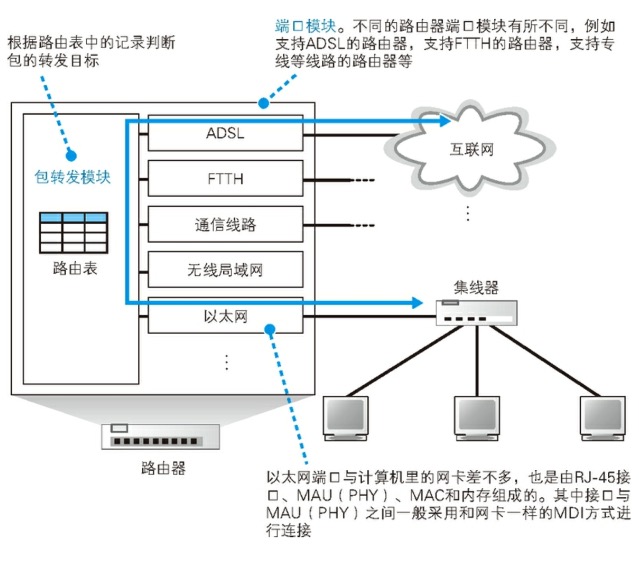 端口模块。不同的路由器端口模块有所不同，例如
支持ADSL的路由器，支持FTTH的路由器，支持专
线等线路的路由器等
根据路由表中的记录判断
包的转发目标
ADSL
互联网
FTTH
包转发模块
通信线路
路由表
无线局域网
集线器
以太网
路由器
以太网端口与计算机里的网卡差不多，也是由RJ-45接
口、MAU（PHY）、MAC和内存组成的。其中接口与
MAU（PHY）之间一般采用和网卡一样的MDI方式进
行连接